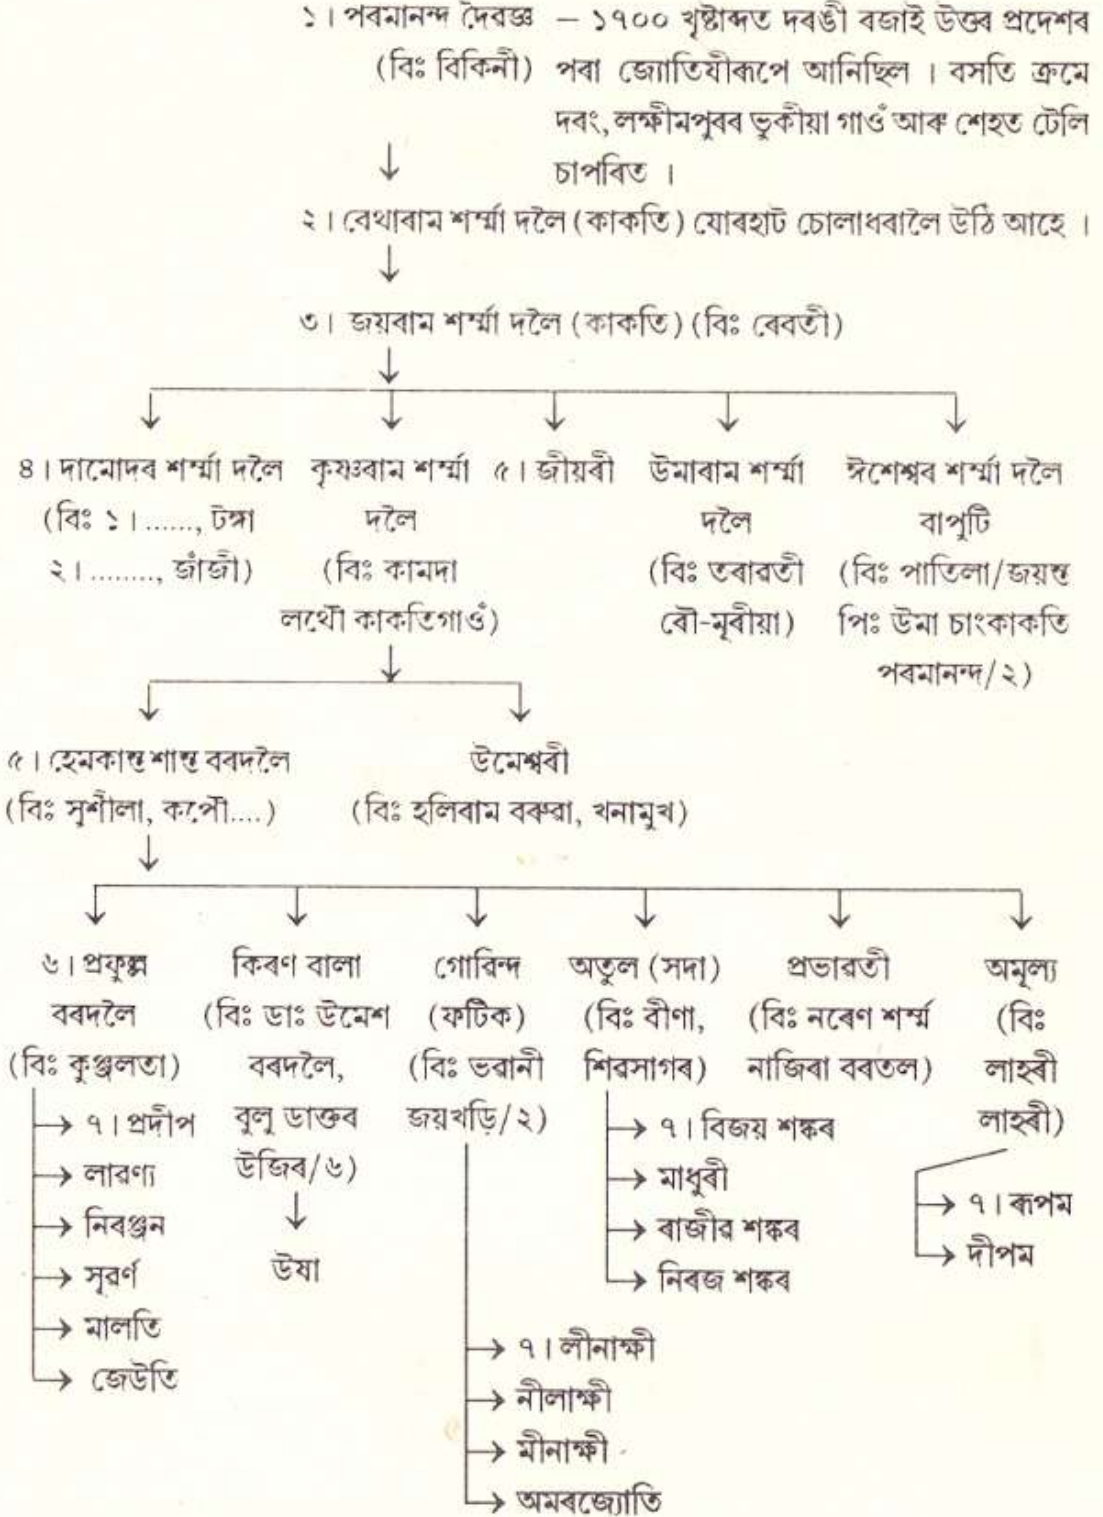 ১। পৰমানন্দ দৈবজ্ঞ – ১৭০০ খৃষ্টাব্দত দৰঙী ৰজাই উত্তৰ প্ৰদেশৰ
(বিঃ বিকিনী) পৰা জ্যোতিষীৰূপে আনিছিল । বসতি ক্ৰমে
দৰং, লক্ষীমপুৰৰ ভূকীয়া গাওঁ আৰু শেহত টেলি
চাপৰিত ।
২। বেথাৰাম শৰ্ম্মা দলৈ (কাকতি) যোৰহাট চোলাধৰালৈ উঠি আহে ।
৩। জয়ৰাম শৰ্ম্মা দলৈ (কাকতি) (বিঃ ৰেৱতী)
৪। দামোদৰ শৰ্ম্মা দলৈ কৃষ্ণৰাম শৰ্ম্মা ৫। জীয়ৰী উমাৰাম শৰ্ম্মা ঈশেশ্বৰ শৰ্ম্মা দলৈ
(বিঃ ১। ......, টঙ্গা দলৈ দলৈ বাপুটি
২। ........, জাঁজী) (বিঃ কামদা (বিঃ তৰাৱতী (বিঃ পাতিলা/জয়ন্ত
লথৌ কাকতিগাওঁ) ৰৌ-মূৰীয়া) পিঃ উমা চাংকাকতি
পৰমানন্দ/২)
৫। হেমকান্ত শান্ত বৰদলৈ উমেশ্বৰী
(বিঃ সুশীলা, কপৌ....) (বিঃ হলিৰাম বৰুৱা, খনামুখ)
৬। প্ৰফুল্ল কিৰণ বালা গোৱিন্দ অতুল (সদা) প্ৰভাৱতী অমূল্য
বৰদলৈ (বিঃ ডাঃ উমেশ (ফটিক) (বিঃ বীণা, (বিঃ নৰেণ শৰ্ম্ম (বিঃ
(বিঃ কুঞ্জলতা) বৰদলৈ, (বিঃ ভৱানী শিৱসাগৰ) নাজিৰা বৰতল) লাহৰী
৭। প্ৰদীপ বুলু ডাক্তৰ জয়খড়ি/২) ৭। বিজয় শঙ্কৰ লাহৰী)
লাৱণ্য উজিৰ/৬) মাধুৰী ৭। ৰূপম
নিৰঞ্জন ৰাজীৱ শঙ্কৰ দীপম
সূৱৰ্ণ উষা নিৰজ শঙ্কৰ
মালতি ৭। লীনাক্ষী
জেউতি নীলাক্ষী
মীনাক্ষী
অমৰজ্যোতি